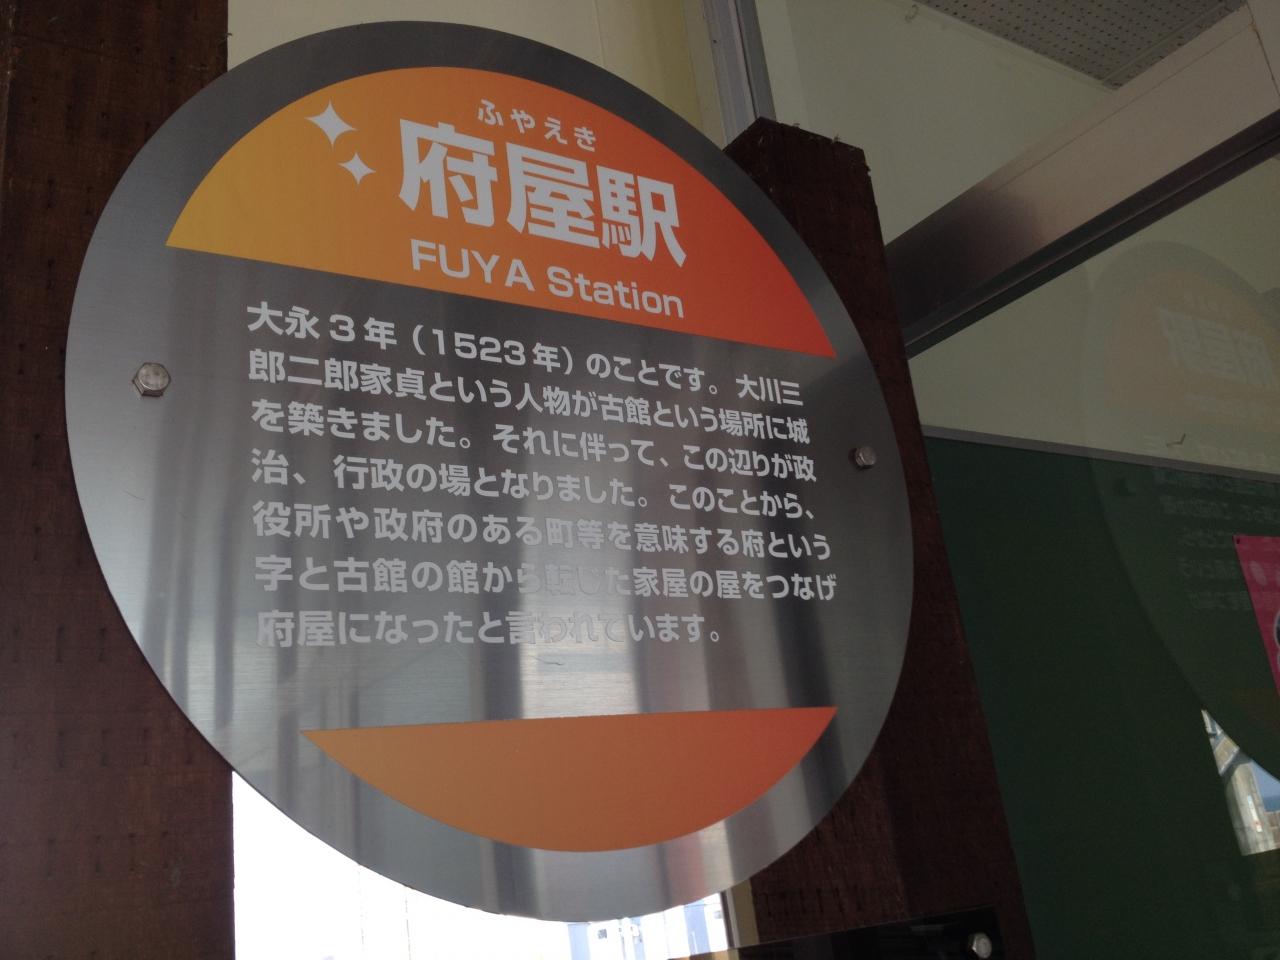 ふやえき
府屋駅
FUYA Station
大永3年（1523年）のことです。大川三
郎二郎家貞という人物が古館という場所に城
を築きました。それに伴って、この辺りが政
治、行政の場となりました。このことから、
役所や政府のある町等を意味する府という
字と古館の館から転じた家屋の屋をつなげ
府屋になったと言われています。